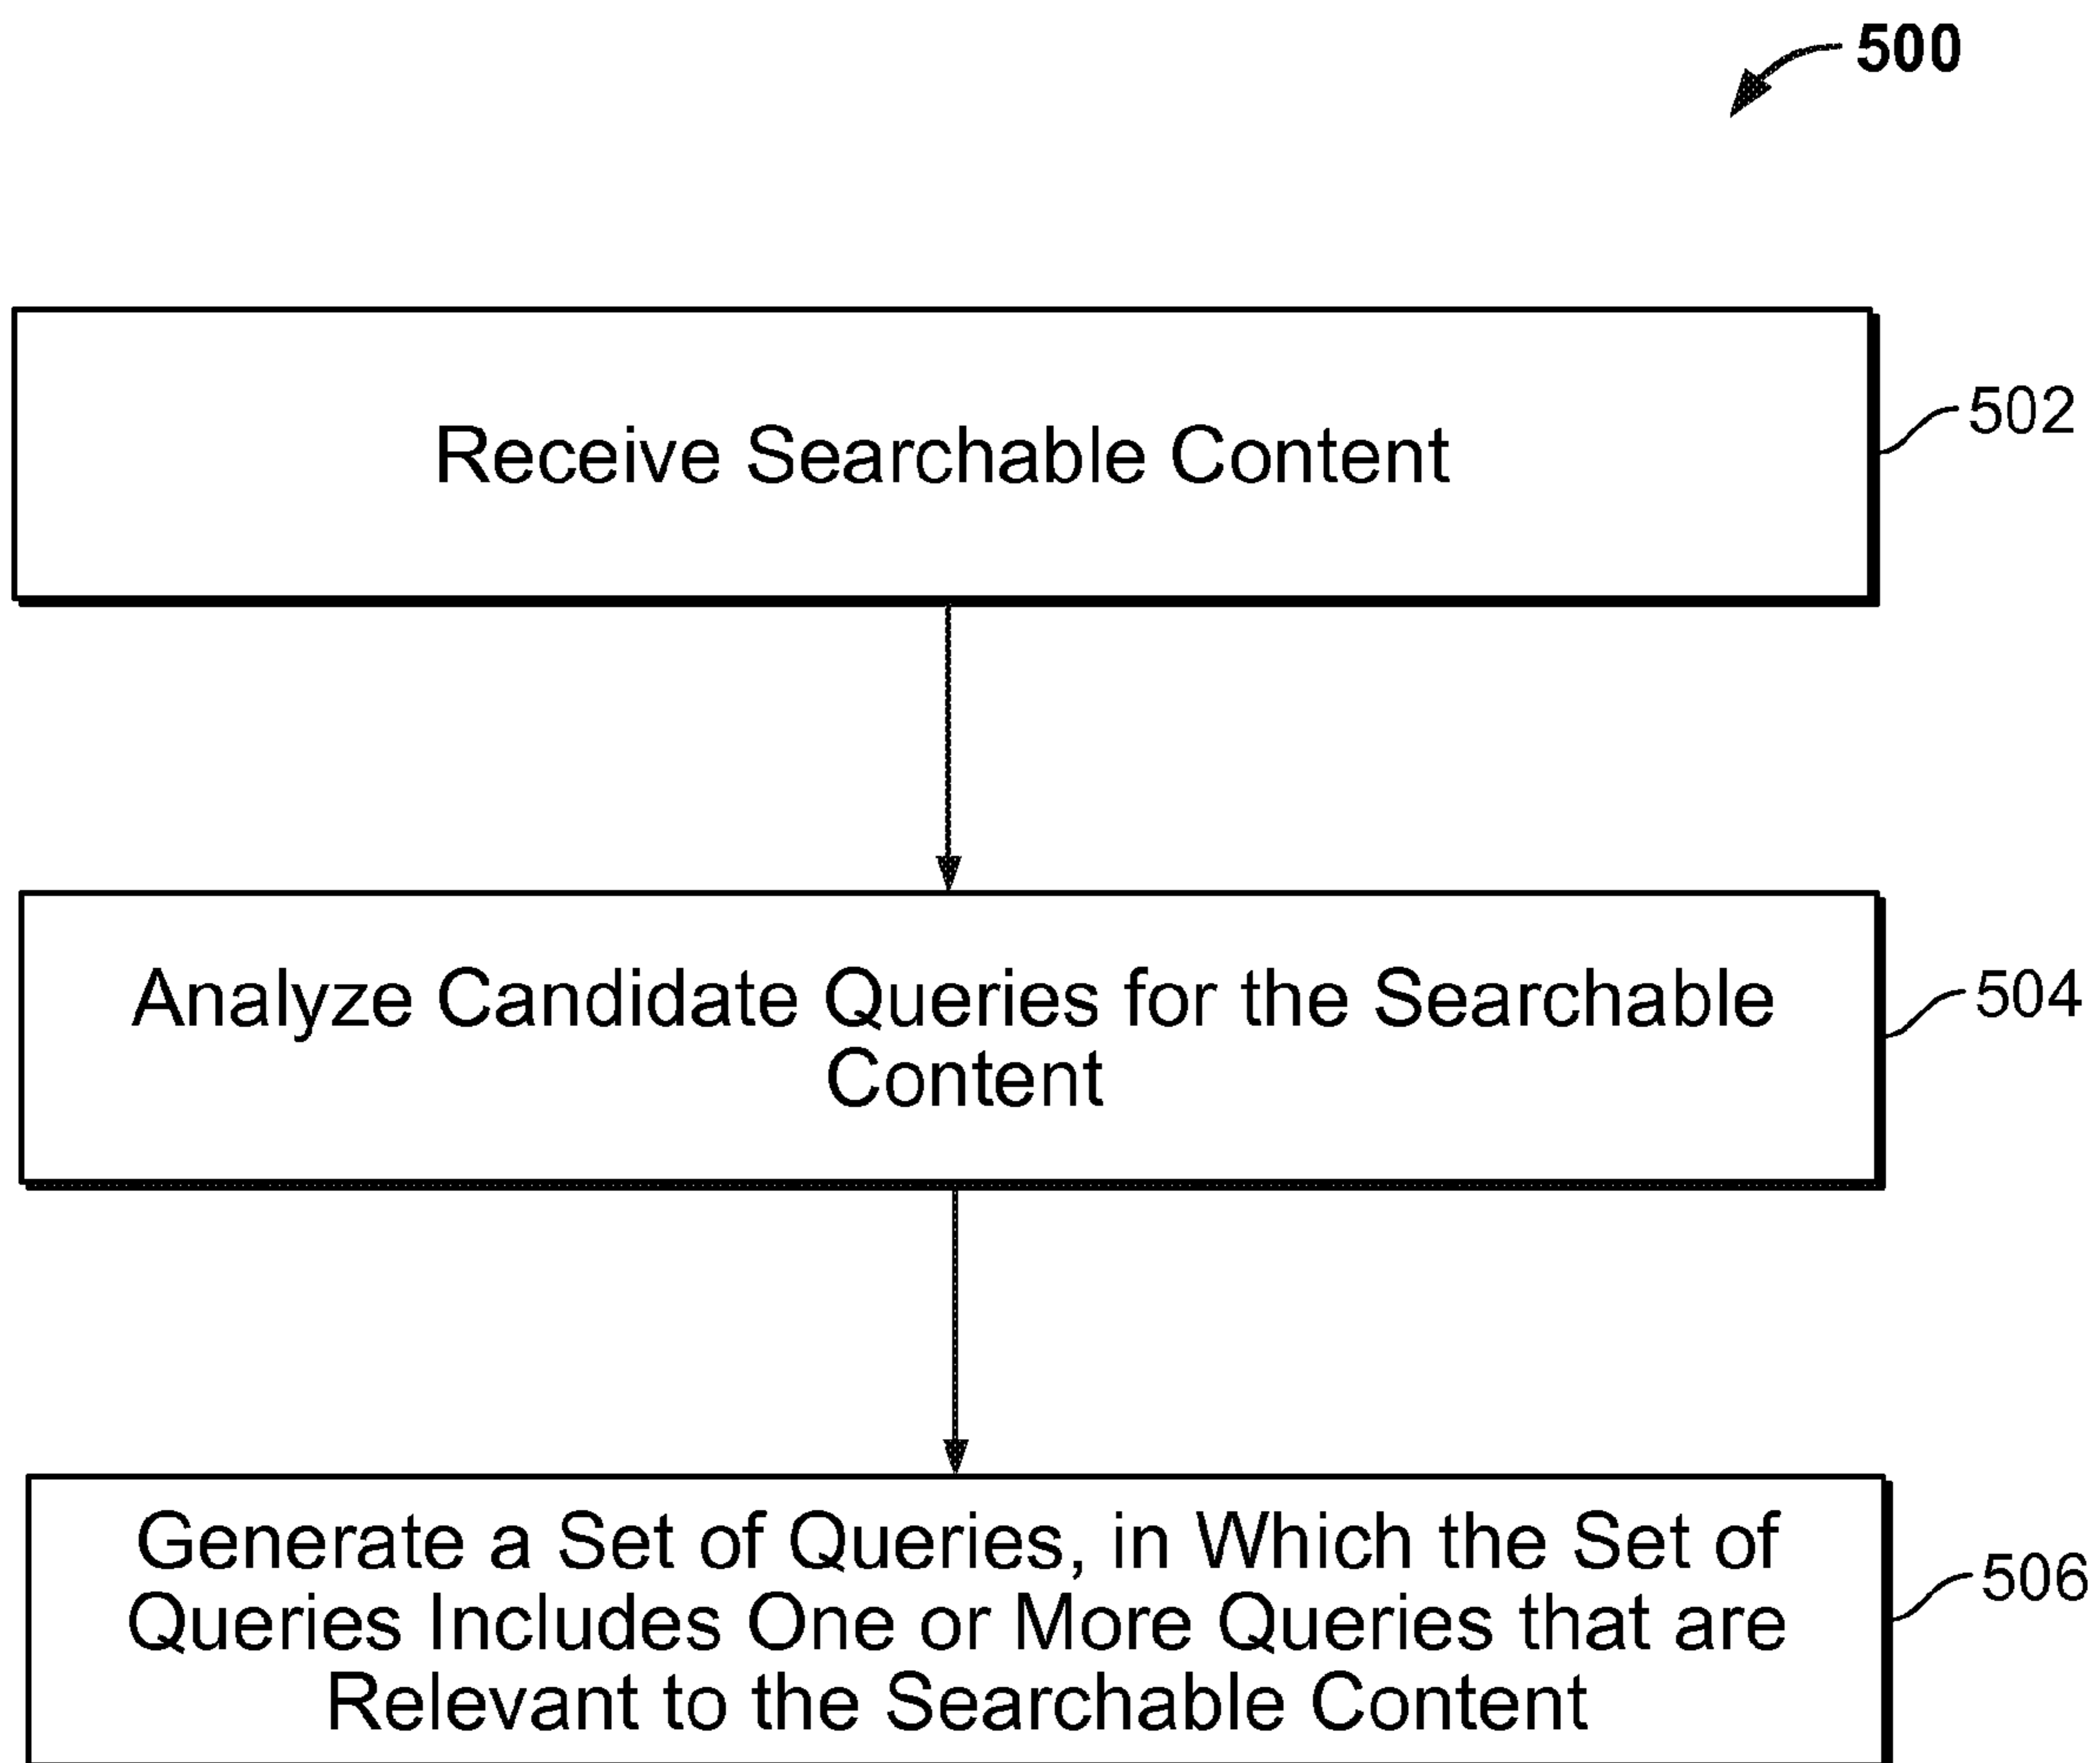 500
Receive Searchable Content
502
Analyze Candidate Queries for the Searchable
Content
504
Generate a Set of Queries, in Which the Set of
Queries Includes One or More Queries that are
Relevant to the Searchable Content
506